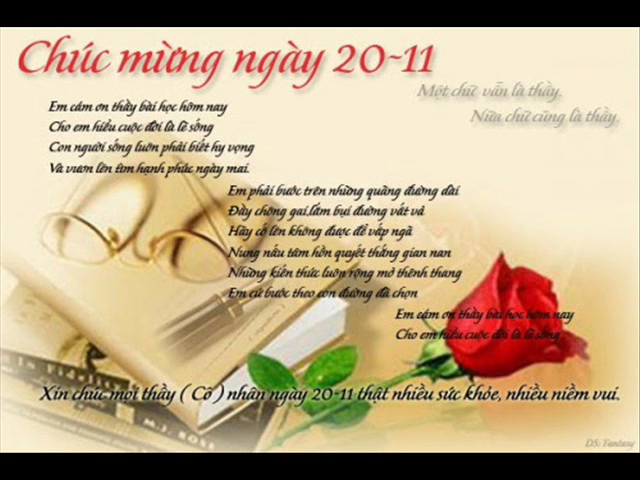 Chúc mừng ngày 20-11
Một chữ vẫn là thầy.
Nửa chữ cũng là thầy.
Em cám ơn thầy bài học hôm nay
Cho em hiểu cuộc đời là lẽ sống
Con người sống luôn phải biết hy vọng
Và vươn lên tìm hạnh phúc ngày mai.
Em phải bước trên những quãng đường dài
Đầy chông gai,lấm bụi đường vất vả
Hãy cố lên không được để vấp ngã
Nung nấu tâm hồn quyết thắng gian nan
Những kiến thức luôn rộng mở thênh thang
Em cứ bước theo con đường đã chọn
Em cám ơn thầy bài học hôm nay
Cho em hiểu cuộc đời là lẽ sống
Xin chúc mọi thầy ( Cô ) nhân ngày 20-11 thật nhiều sức khỏe, nhiều niềm vui.
M.J. ROSE
DS: Fantasy